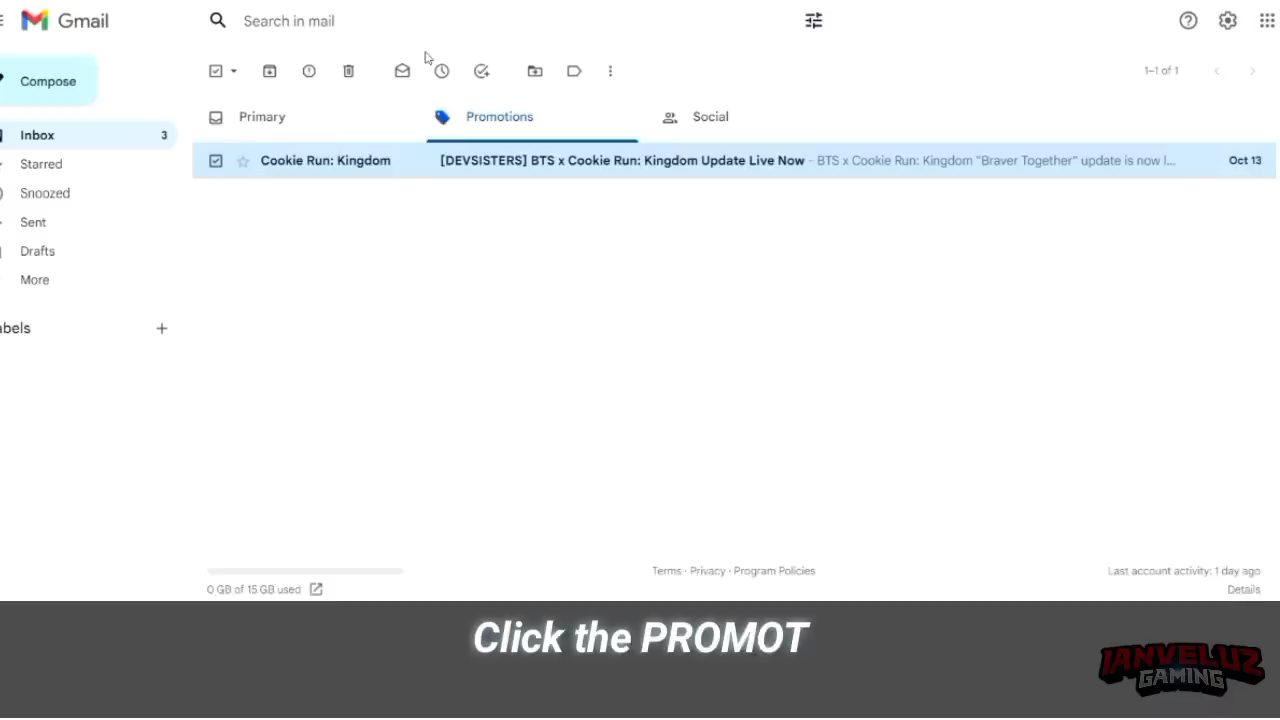 Gmail
Search in mail
Compose
1–1 of 1
Primary
Promotions
Social
Inbox 3
Cookie Run: Kingdom [DEVSISTERS] BTS x Cookie Run: Kingdom Update Live Now - BTS x Cookie Run: Kingdom "Braver Together" update is now l... Oct 13
Starred
Snoozed
Sent
Drafts
More
abels
0 GB of 15 GB used
Terms · Privacy · Program Policies
Last account activity: 1 day ago
Details
Click the PROMOT
IANVELUZ
GAMING